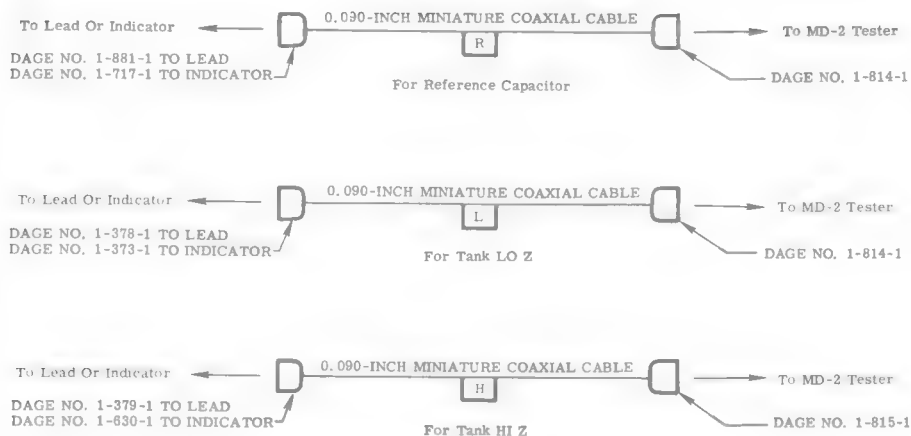 To Lead Or Indicator
0.090-INCH MINIATURE COAXIAL CABLE
R
To MD-2 Tester
DAGE NO. 1-881-1 TO LEAD
DAGE NO. 1-717-1 TO INDICATOR
DAGE NO. 1-814-1
For Reference Capacitor
To Lead Or Indicator
0.090-INCH MINIATURE COAXIAL CABLE
L
To MD-2 Tester
DAGE NO. 1-378-1 TO LEAD
DAGE NO. 1-373-1 TO INDICATOR
DAGE NO. 1-814-1
For Tank LO Z
To Lead Or Indicator
0.090-INCH MINIATURE COAXIAL CABLE
H
To MD-2 Tester
DAGE NO. 1-379-1 TO LEAD
DAGE NO. 1-630-1 TO INDICATOR
DAGE NO. 1-815-1
For Tank HI Z